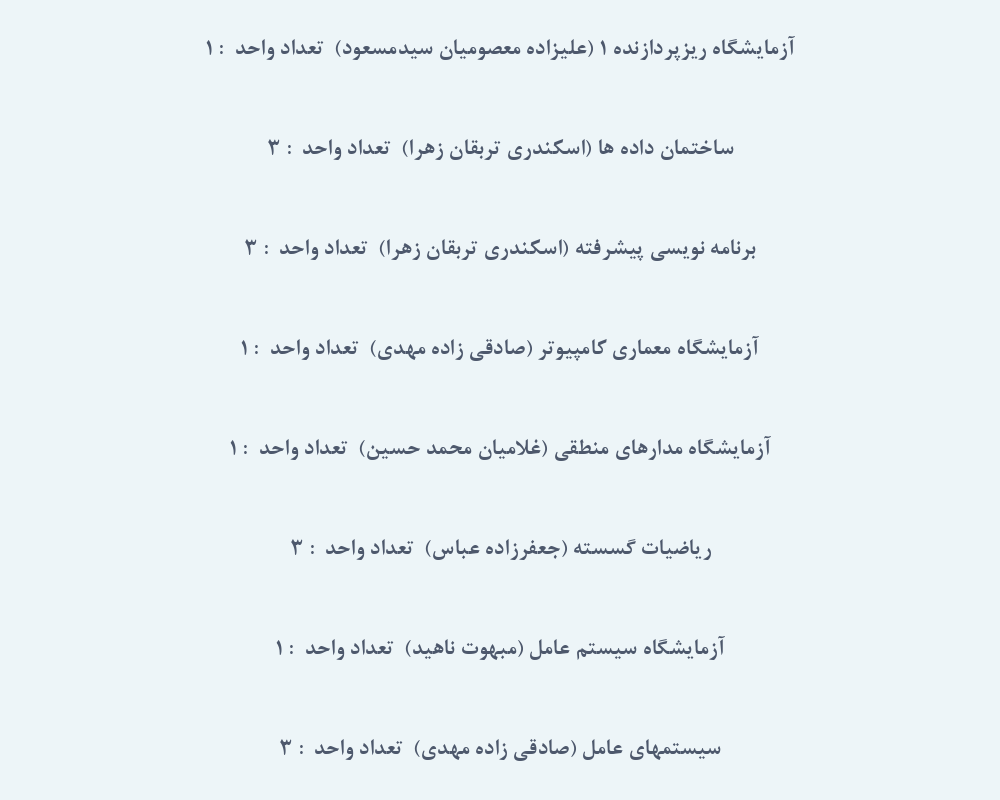 آزمایشگاه ریزپردازنده ۱ (علیزاده معصومیان سیدمسعود) تعداد واحد : ۱
ساختمان داده ها (اسکندری تربقان زهرا) تعداد واحد : ۳
برنامه نویسی پیشرفته (اسکندری تربقان زهرا) تعداد واحد : ۳
آزمایشگاه معماری کامپیوتر (صادقی زاده مهدی) تعداد واحد : ۱
آزمایشگاه مدارهای منطقی (غلامیان محمد حسین) تعداد واحد : ۱
ریاضیات گسسته (جعفرزاده عباس) تعداد واحد : ۳
آزمایشگاه سیستم عامل (مبهوت ناهید) تعداد واحد : ۱
سیستمهای عامل (صادقی زاده مهدی) تعداد واحد : ۳